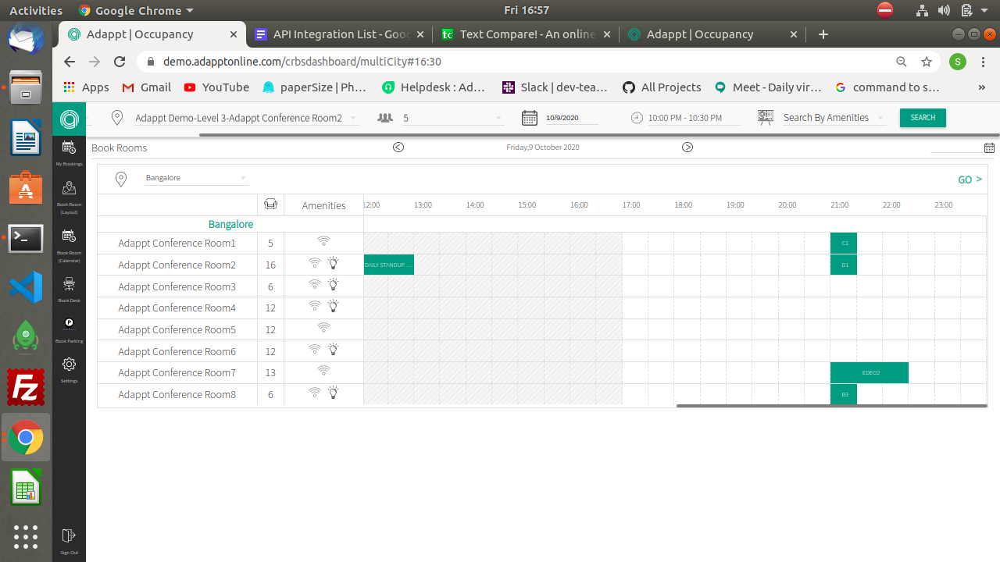 Activities Google Chrome Fri 16:57
Adappt | Occupancy API Integration List - Goo Text Compare! - An online Adappt | Occupancy
demo.adapptonline.com/crbsdashboard/multiCity#16:30 S
Apps Gmail YouTube paperSize | Ph… Helpdesk : Ad… Slack | dev-tea… All Projects Meet - Daily vir… command to s… »
Adappt Demo-Level 3-Adappt Conference Room2 5 10/9/2020 10:00 PM - 10:30 PM Search By Amenities SEARCH
Book Rooms Friday,9 October 2020
My Bookings
Book Room
(Layout)
Book Room
(Calendar)
Book Desk
Book Parking
Settings
Sign Out
Bangalore GO >
Amenities 12:00 13:00 14:00 15:00 16:00 17:00 18:00 19:00 20:00 21:00 22:00 23:00
Bangalore
Adappt Conference Room1 5 C1
Adappt Conference Room2 16 DAILY STANDUP ... D1
Adappt Conference Room3 6
Adappt Conference Room4 12
Adappt Conference Room5 12
Adappt Conference Room6 12
Adappt Conference Room7 13 EDEO2
Adappt Conference Room8 6 B3